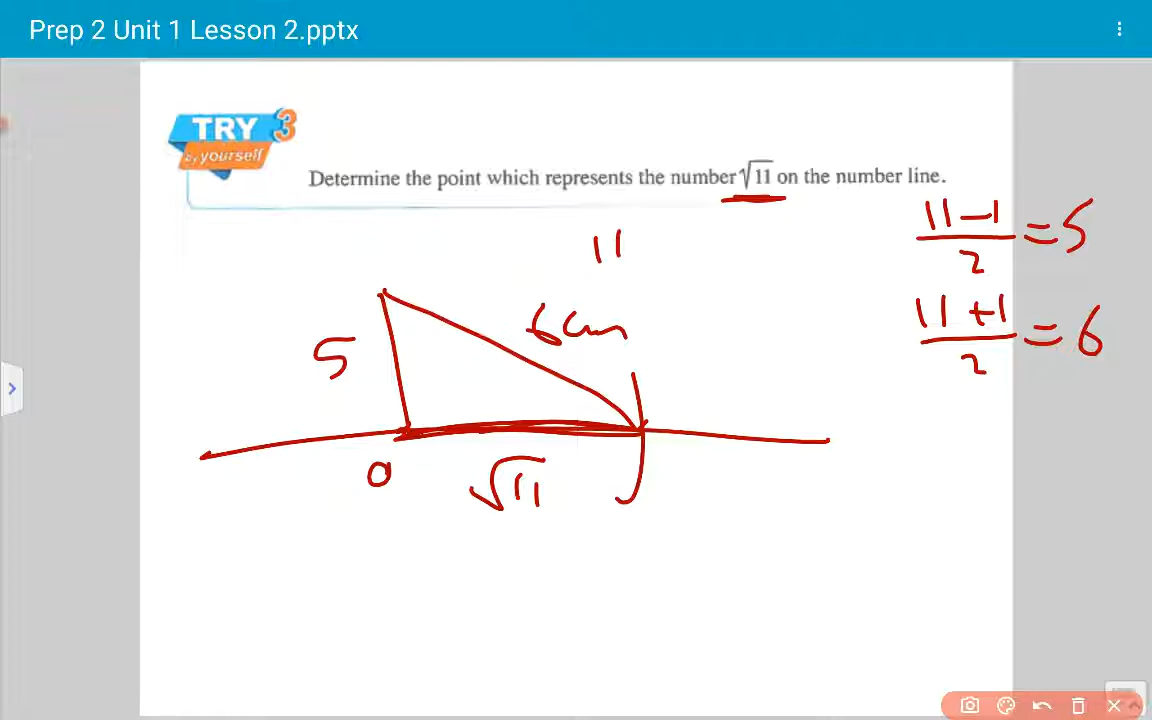 Prep 2 Unit 1 Lesson 2.pptx
TRY 3
yourself
Determine the point which represents the number √11 on the number line.
11
11-1/2 = 5
11+1/2 = 6
6cm
5
0
√11